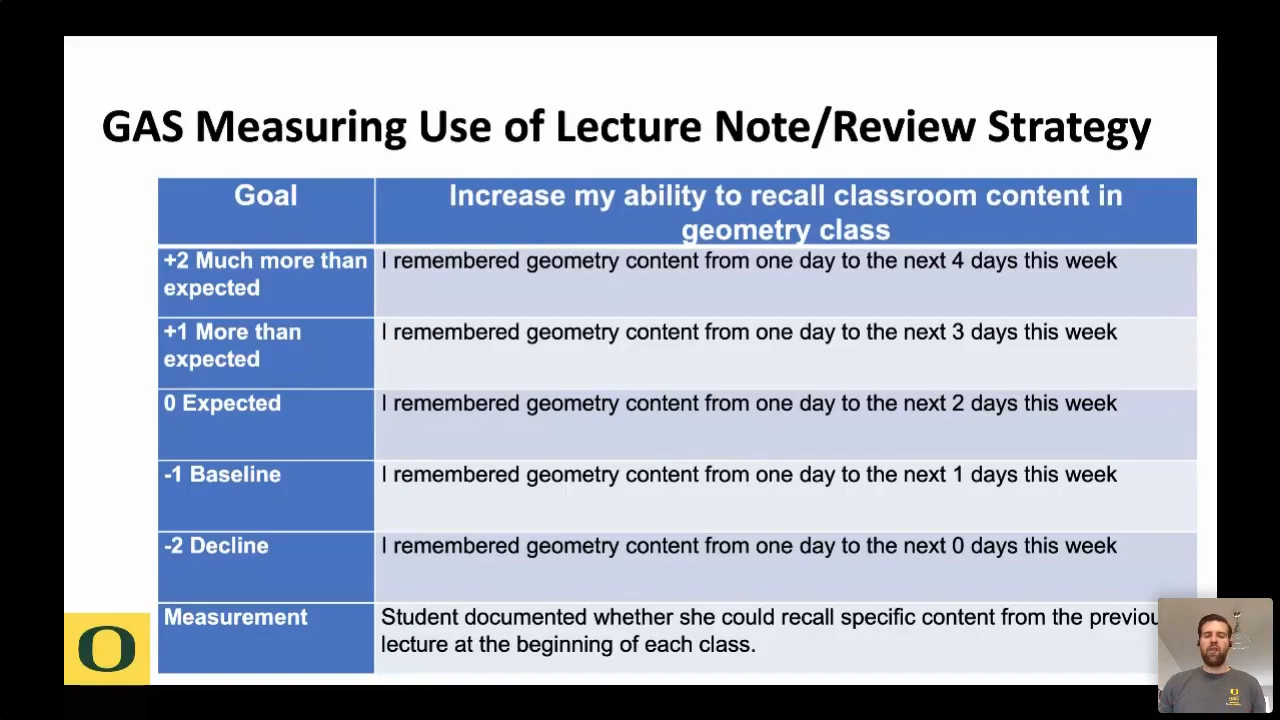 GAS Measuring Use of Lecture Note/Review Strategy
Goal
Increase my ability to recall classroom content in
geometry class
+2 Much more than
expected
I remembered geometry content from one day to the next 4 days this week
+1 More than
expected
I remembered geometry content from one day to the next 3 days this week
0 Expected
I remembered geometry content from one day to the next 2 days this week
-1 Baseline
I remembered geometry content from one day to the next 1 days this week
-2 Decline
I remembered geometry content from one day to the next 0 days this week
Measurement
Student documented whether she could recall specific content from the previou
lecture at the beginning of each class.
O